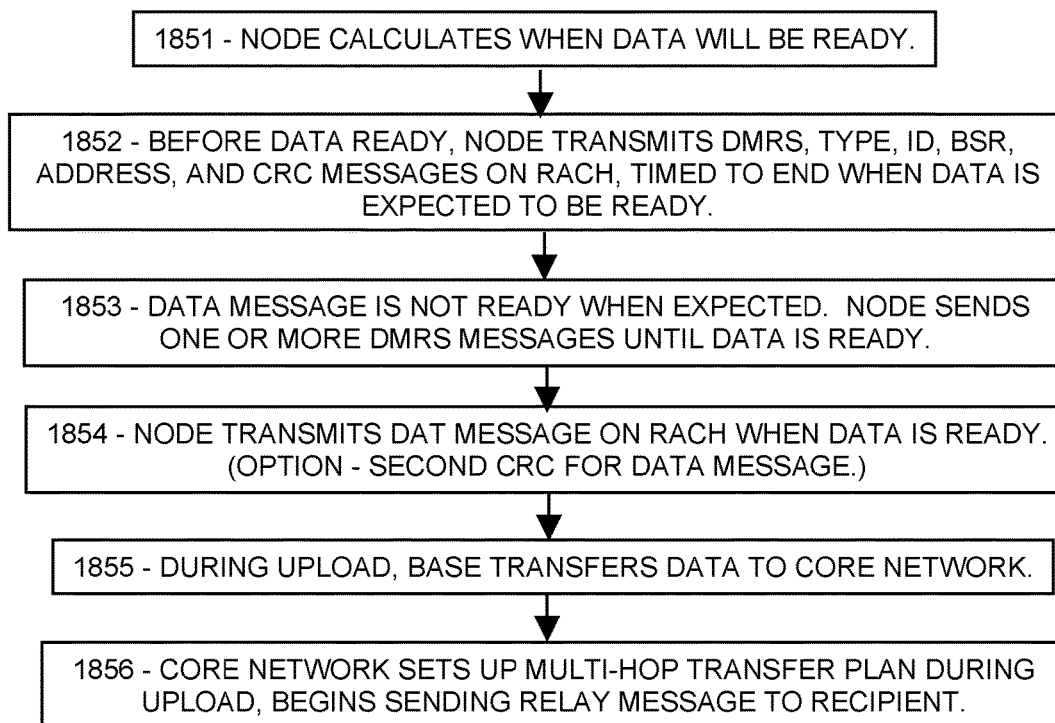 1851 - NODE CALCULATES WHEN DATA WILL BE READY.
1852 - BEFORE DATA READY, NODE TRANSMITS DMRS, TYPE, ID, BSR,
ADDRESS, AND CRC MESSAGES ON RACH, TIMED TO END WHEN DATA IS
EXPECTED TO BE READY.
1853 - DATA MESSAGE IS NOT READY WHEN EXPECTED. NODE SENDS
ONE OR MORE DMRS MESSAGES UNTIL DATA IS READY.
1854 - NODE TRANSMITS DAT MESSAGE ON RACH WHEN DATA IS READY.
(OPTION - SECOND CRC FOR DATA MESSAGE.)
1855 - DURING UPLOAD, BASE TRANSFERS DATA TO CORE NETWORK.
1856 - CORE NETWORK SETS UP MULTI-HOP TRANSFER PLAN DURING
UPLOAD, BEGINS SENDING RELAY MESSAGE TO RECIPIENT.